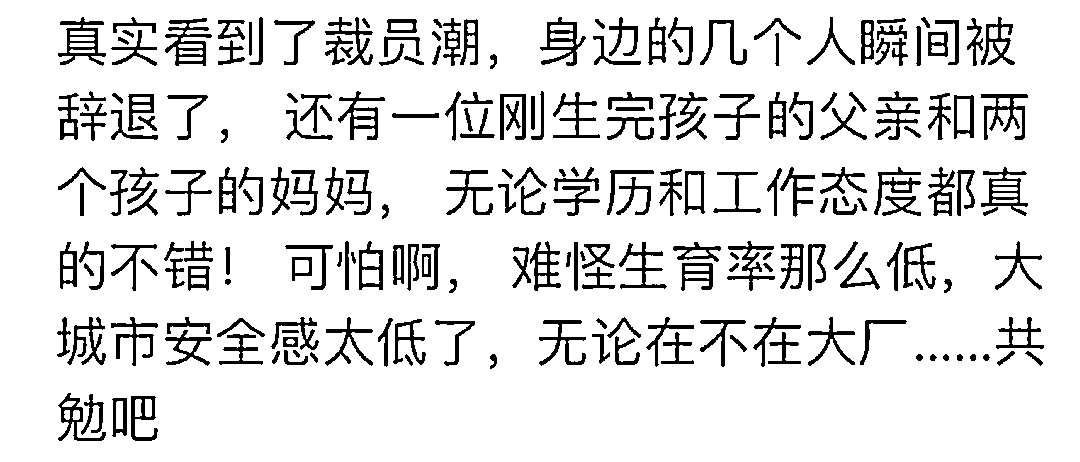 真实看到了裁员潮，身边的几个人瞬间被
辞退了， 还有一位刚生完孩子的父亲和两
个孩子的妈妈， 无论学历和工作态度都真
的不错！ 可怕啊， 难怪生育率那么低，大
城市安全感太低了，无论在不在大厂......共
勉吧